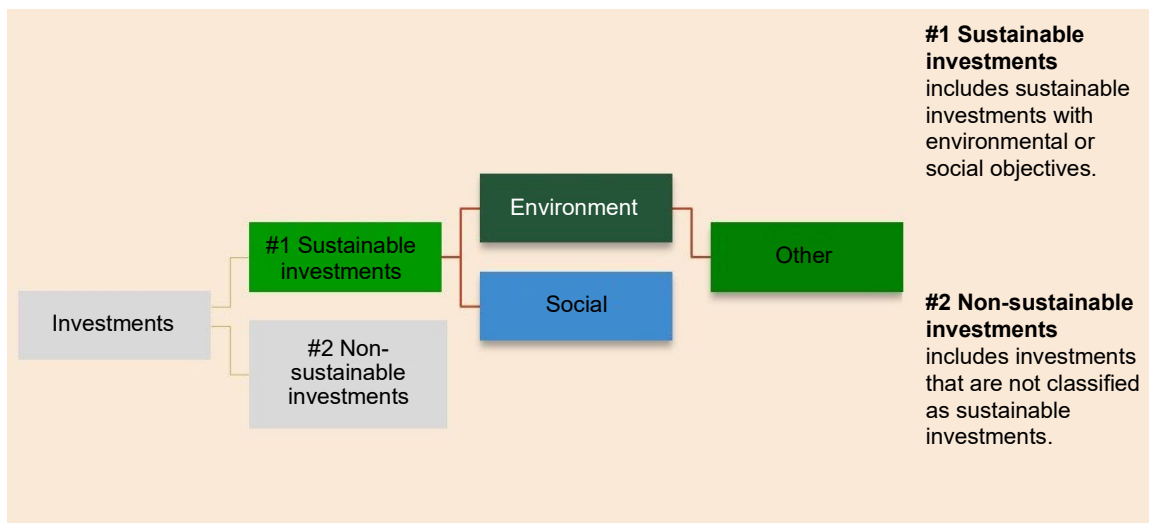 Investments
#1 Sustainable
investments
#2 Non-
sustainable
investments
Environment
Social
Other
#1 Sustainable
investments
includes sustainable
investments with
environmental or
social objectives.
#2 Non-sustainable
investments
includes investments
that are not classified
as sustainable
investments.